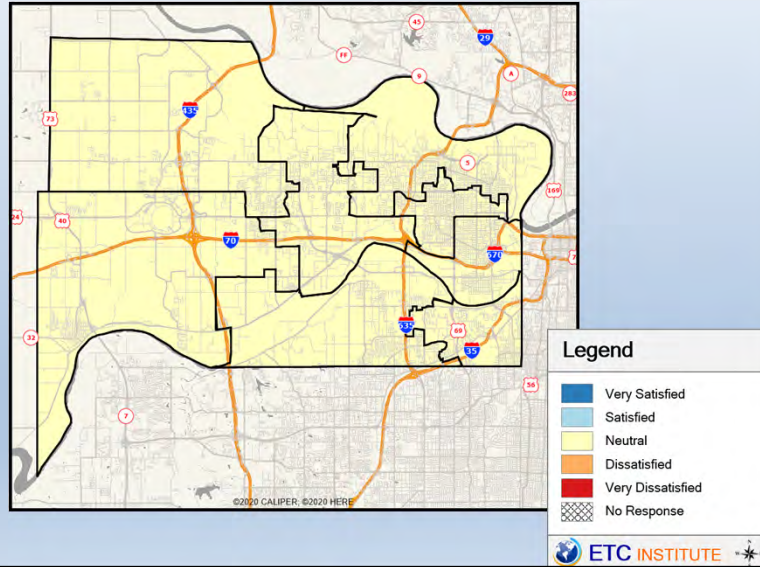 45
29
FF
9
A
283
435
73
5
169
24
40
70
670
7
32
635
69
35
56
7
©2020 CALIPER; ©2020 HERE
Legend
Very Satisfied
Satisfied
Neutral
Dissatisfied
Very Dissatisfied
No Response
ETC INSTITUTE